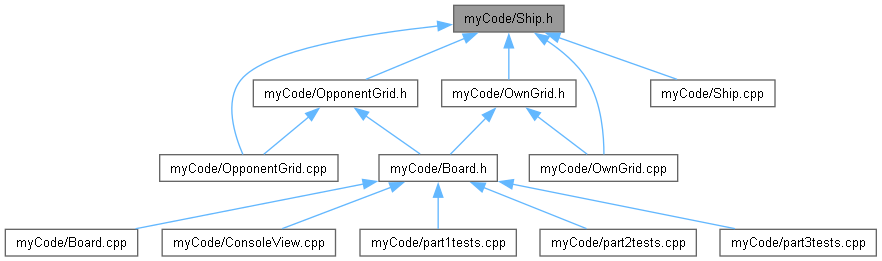 myCode/Ship.h
myCode/OpponentGrid.h
myCode/OwnGrid.h
myCode/Ship.cpp
myCode/OpponentGrid.cpp
myCode/Board.h
myCode/OwnGrid.cpp
myCode/Board.cpp
myCode/ConsoleView.cpp
myCode/part1tests.cpp
myCode/part2tests.cpp
myCode/part3tests.cpp